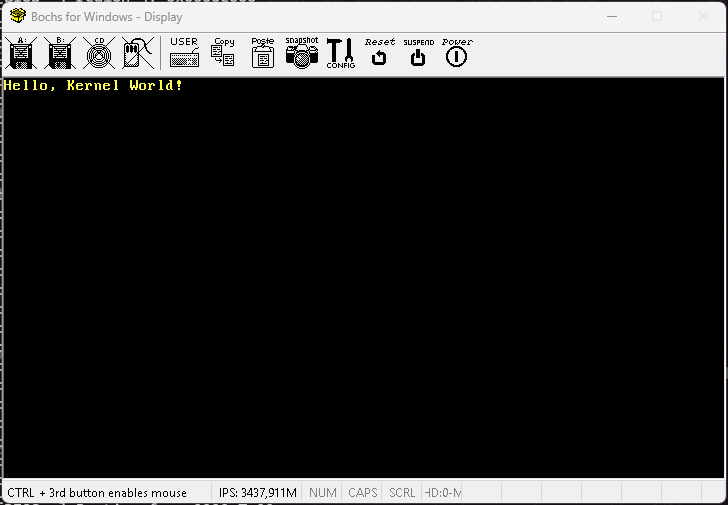 Bochs for Windows - Display
A: B: CD USER Copy Paste snapshot CONFIG Reset SUSPEND Power
Hello, Kernel World!
CTRL + 3rd button enables mouse IPS: 3437,911M NUM CAPS SCRL HD:0-M